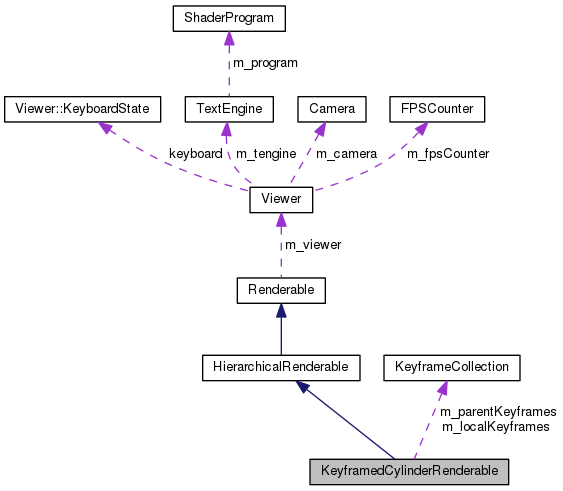 ShaderProgram
m_program
Viewer::KeyboardState
TextEngine
Camera
FPSCounter
keyboard
m_tengine
m_camera
m_fpsCounter
Viewer
m_viewer
Renderable
HierarchicalRenderable
KeyframeCollection
m_parentKeyframes
m_localKeyframes
KeyframedCylinderRenderable